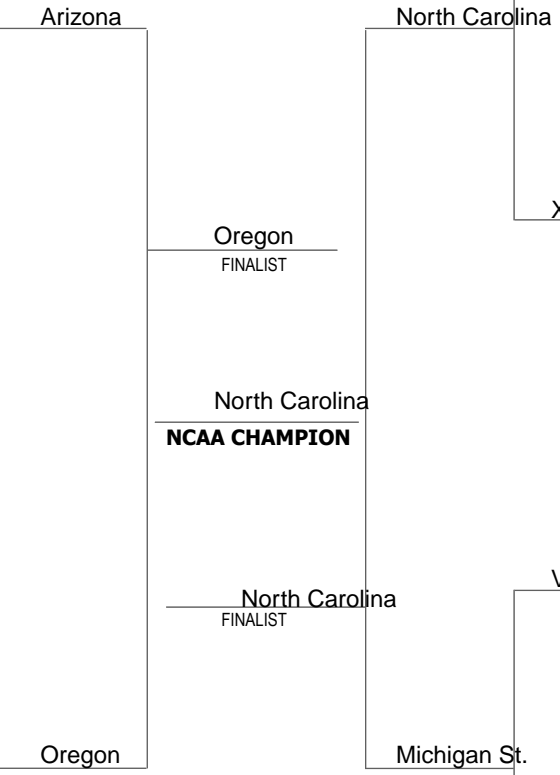 Arizona
North Carolina
X
Oregon
FINALIST
North Carolina
NCAA CHAMPION
North Carolina
FINALIST
Oregon
Michigan St.